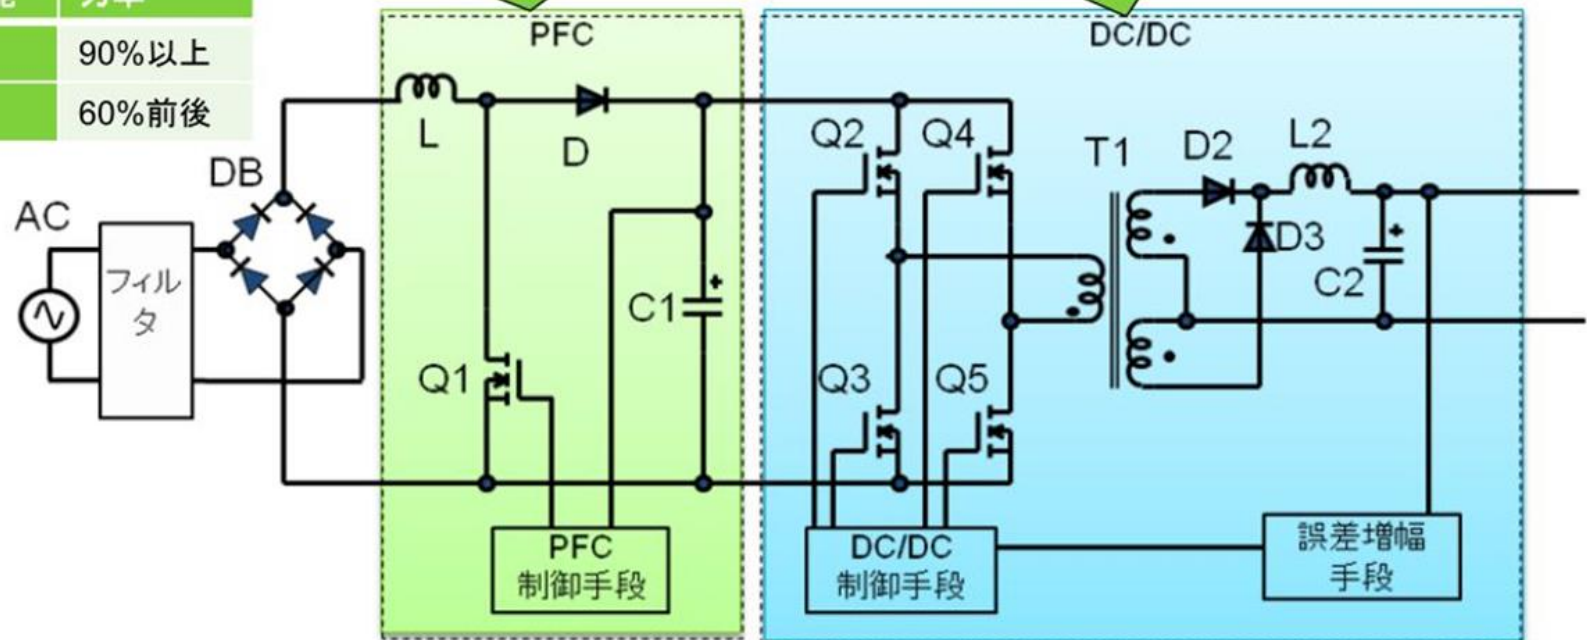 90%以上
60%前後
PFC
DC/DC
L
D
Q2
Q4
T1
D2
L2
DB
AC
フィル
タ
D3
C2
C1
Q1
Q3
Q5
PFC
制御手段
DC/DC
制御手段
誤差増幅
手段